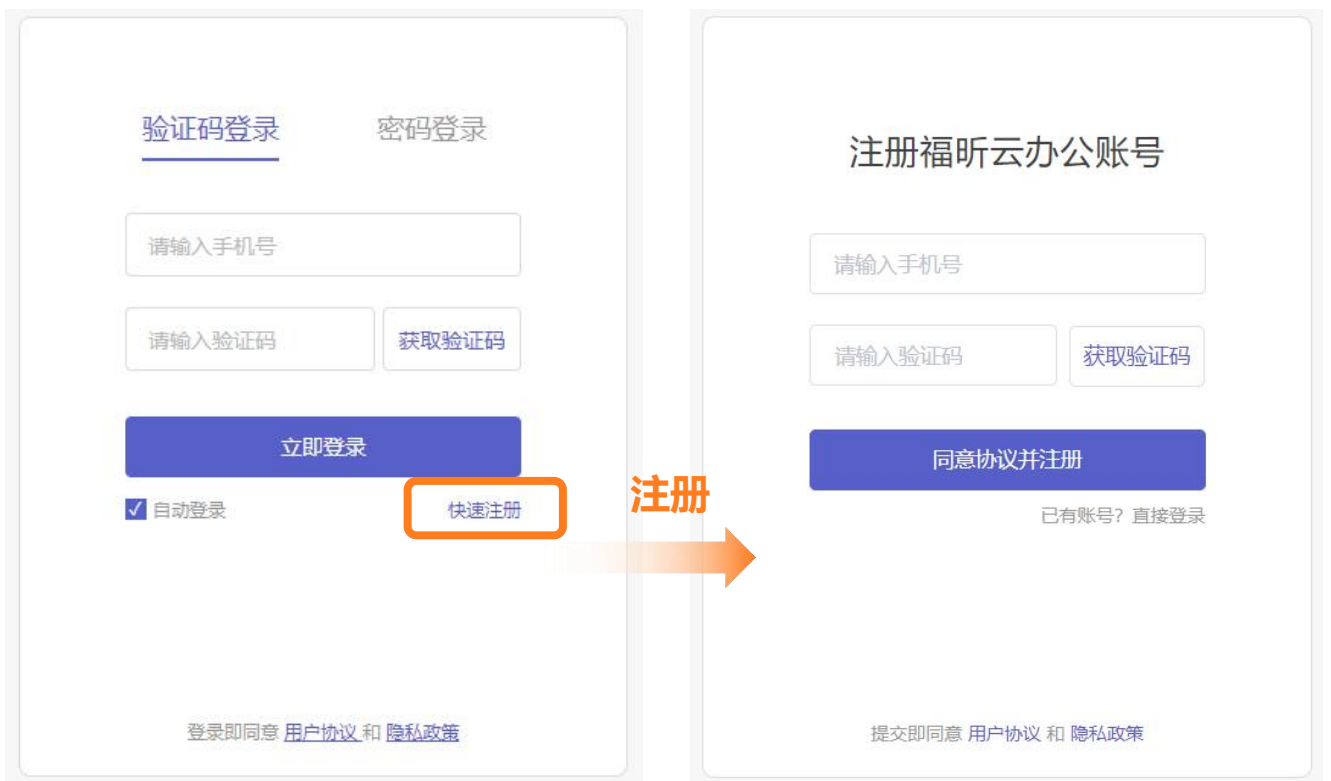 验证码登录 密码登录
请输入手机号
请输入验证码 获取验证码
立即登录
自动登录 快速注册
登录即同意 用户协议 和 隐私政策
注册
注册福昕云办公账号
请输入手机号
请输入验证码 获取验证码
同意协议并注册
已有账号? 直接登录
提交即同意 用户协议 和 隐私政策